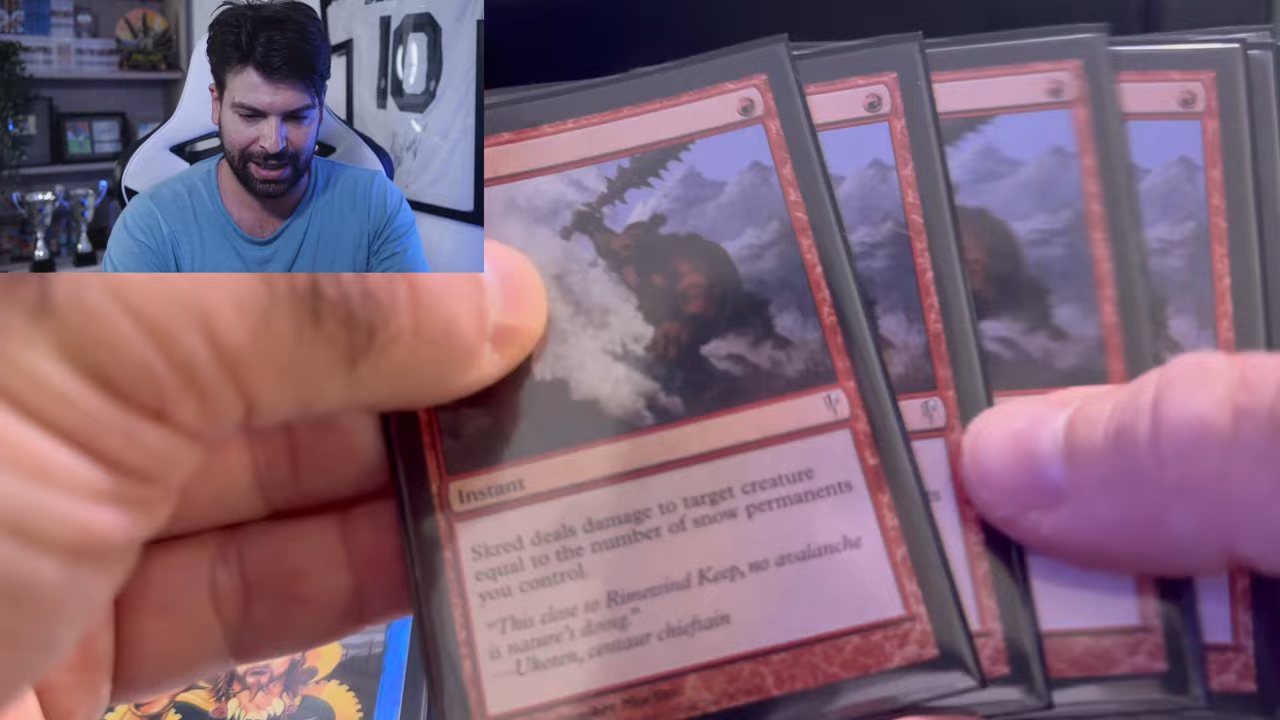 10
Instant
Skred deals damage to target creature
equal to the number of snow permanents
you control.
"This close to Rimewind Keep, no avalanche
is nature's doing."
—Ukoten, centaur chieftain